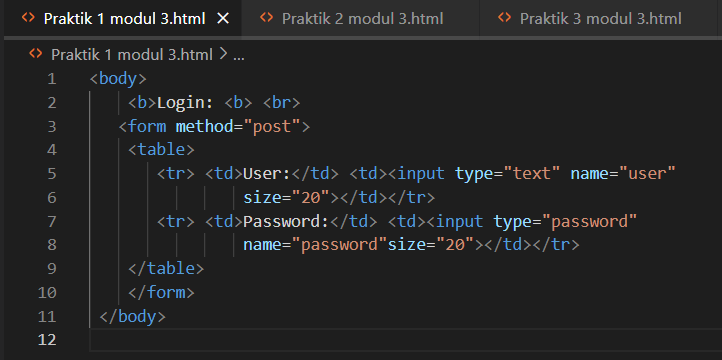 <> Praktik 1 modul 3.html × <> Praktik 2 modul 3.html <> Praktik 3 modul 3.html
<> Praktik 1 modul 3.html > ...
1 <body>
2 <b>Login: <b> <br>
3 <form method="post">
4 <table>
5 <tr> <td>User:</td> <td><input type="text" name="user"
6 size="20"></td></tr>
7 <tr> <td>Password:</td> <td><input type="password"
8 name="password"size="20"></td></tr>
9 </table>
10 </form>
11 </body>
12